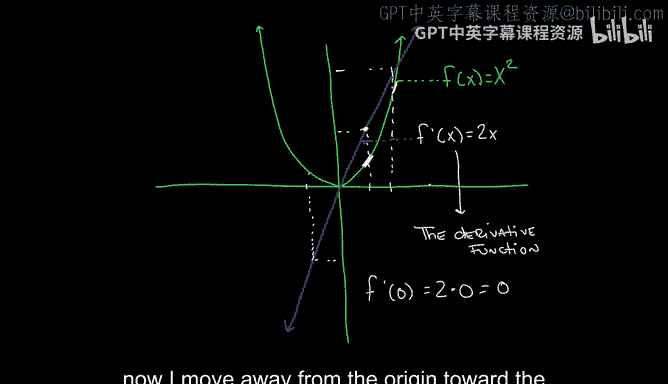 GPT中英字幕课程资源@bilibili.com
GPT中英字幕课程资源 bilibili
f(x)=X²
f'(x)=2x
THE DERIVATIVE
FUNCTION
f'(0) = 2·0 = 0
now I move away from the origin toward the